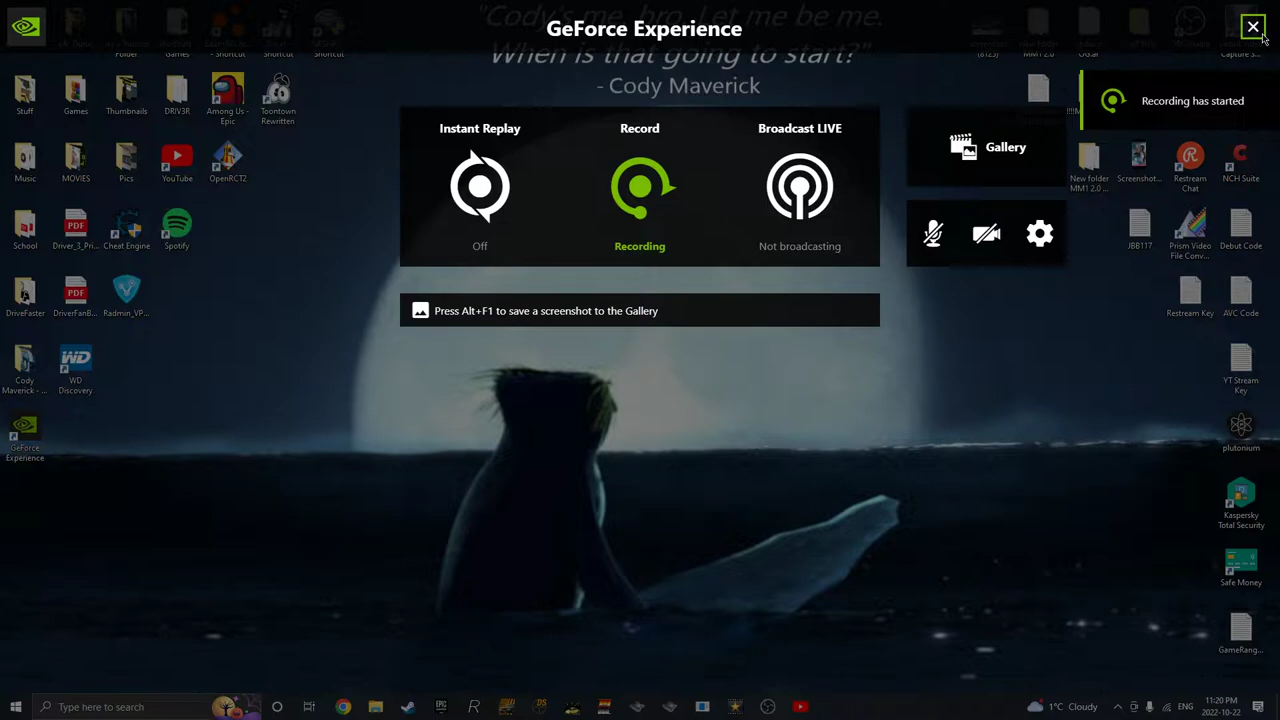 "Cody's me, bro. Let me be me.
When is that going to start?"
- Cody Maverick
GeForce Experience
Recording has started
Instant Replay
Off
Record
Recording
Broadcast LIVE
Not broadcasting
Gallery
Press Alt+F1 to save a screenshot to the Gallery
Stuff
Games
Thumbnails
DRIV3R
Among Us -
Epic
Toontown
Rewritten
Music
MOVIES
Pics
YouTube
OpenRCT2
School
Driver_3_Pri...
Cheat Engine
Spotify
DriveFaster
DriverFanB...
Radmin_VP...
Cody
Maverick - ...
WD
Discovery
GeForce
Experience
New folder
MM1 2.0 ...
Screenshot...
Restream
Chat
NCH Suite
JBB117
Prism Video
File Conv...
Debut Code
Restream Key
AVC Code
YT Stream
Key
plutonium
Kaspersky
Total Security
Safe Money
GameRang...
Type here to search
1°C Cloudy
ENG
11:20 PM
2022-10-22